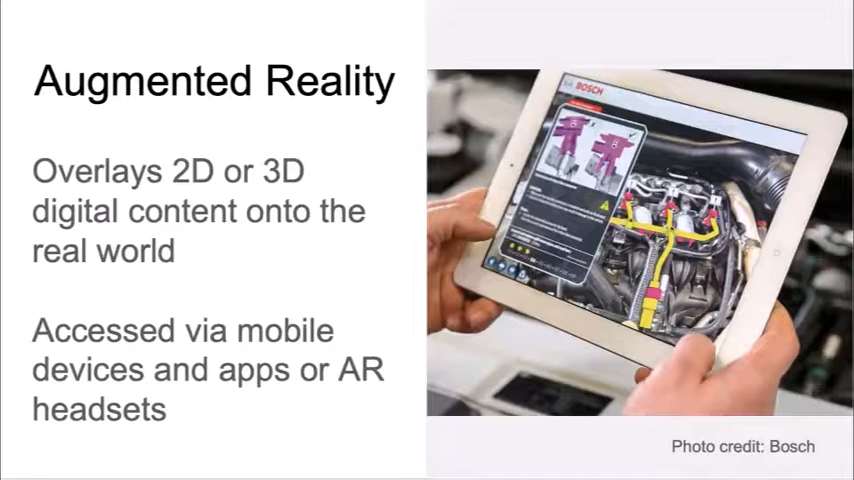 Augmented Reality
Overlays 2D or 3D
digital content onto the
real world
Accessed via mobile
devices and apps or AR
headsets
BOSCH
Photo credit: Bosch